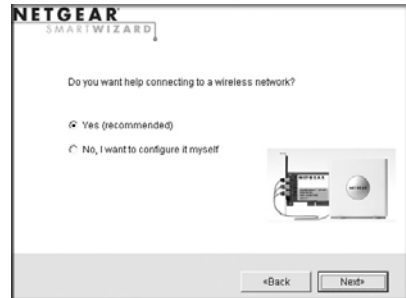 NETGEAR
SMARTWIZARD
Do you want help connecting to a wireless network?
Yes (recommended)
No, I want to configure it myself
NETGEAR
«Back
Next»